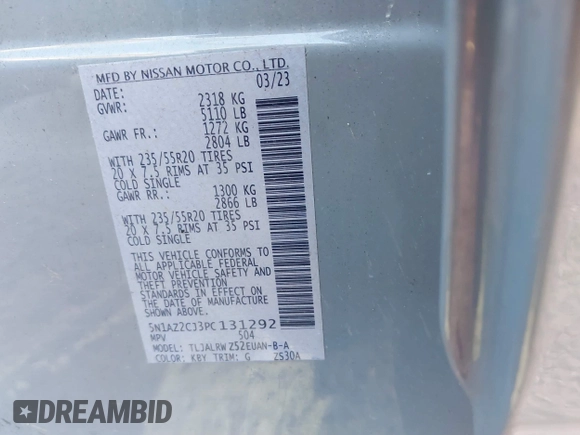 MFD BY NISSAN MOTOR CO., LTD.
DATE: 03/23
GVWR: 2318 KG
5110 LB
GAWR FR.: 1272 KG
2804 LB
WITH 235/55R20 TIRES
20 X 7.5 RIMS AT 35 PSI
COLD SINGLE
GAWR RR.: 1300 KG
2866 LB
WITH 235/55R20 TIRES
20 X 7.5 RIMS AT 35 PSI
COLD SINGLE
THIS VEHICLE CONFORMS TO
ALL APPLICABLE FEDERAL
MOTOR VEHICLE SAFETY AND
THEFT PREVENTION
STANDARDS IN EFFECT ON
THE DATE OF MANUFACTURE
SHOWN ABOVE.
5N1AZ2CJ3PC131292
MPV 504
MODEL: TLJALRWZ52EUAN-B-A
COLOR: KBY TRIM: G ZS30A
DREAMBID